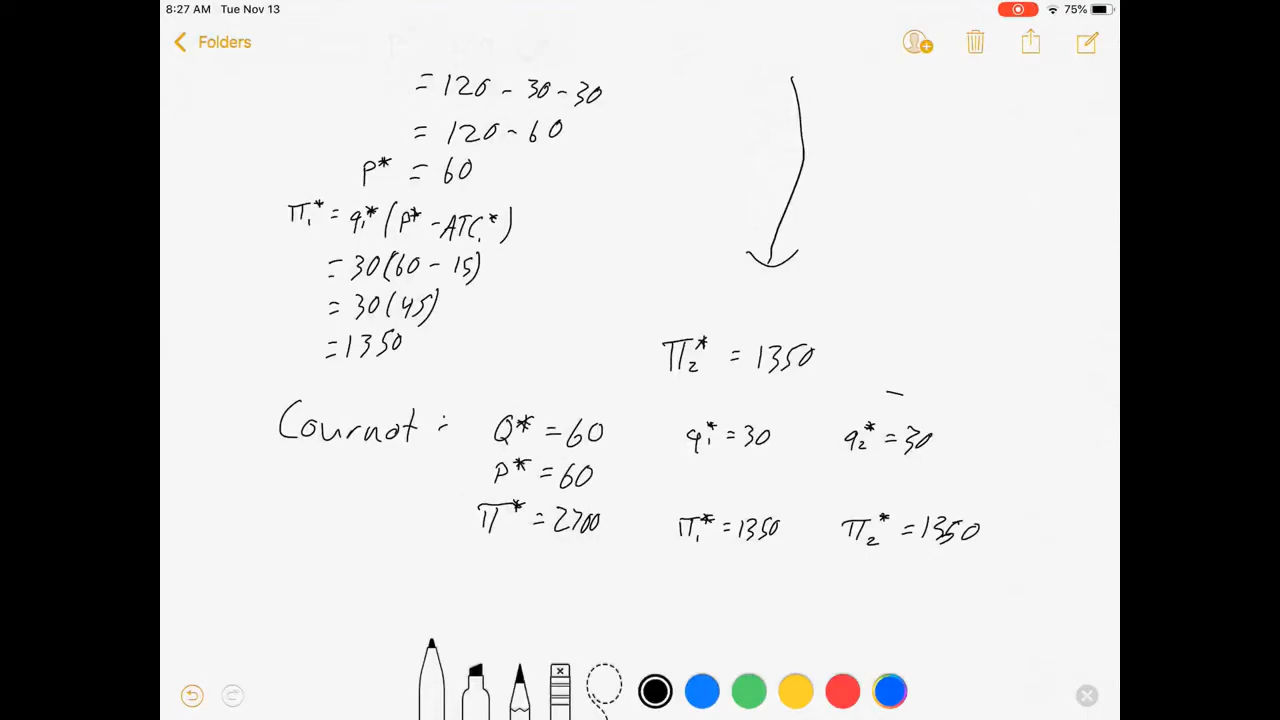 8:27 AM Tue Nov 13
75%
Folders
= 120 - 30 - 30
= 120 - 60
P* = 60
π₁* = q₁* (P* - ATC₁*)
= 30(60 - 15)
= 30(45)
= 1350
π₂* = 1350
Cournot: Q* = 60 q₁* = 30 q₂* = 30
P* = 60
π* = 2700 π₁* = 1350 π₂* = 1350